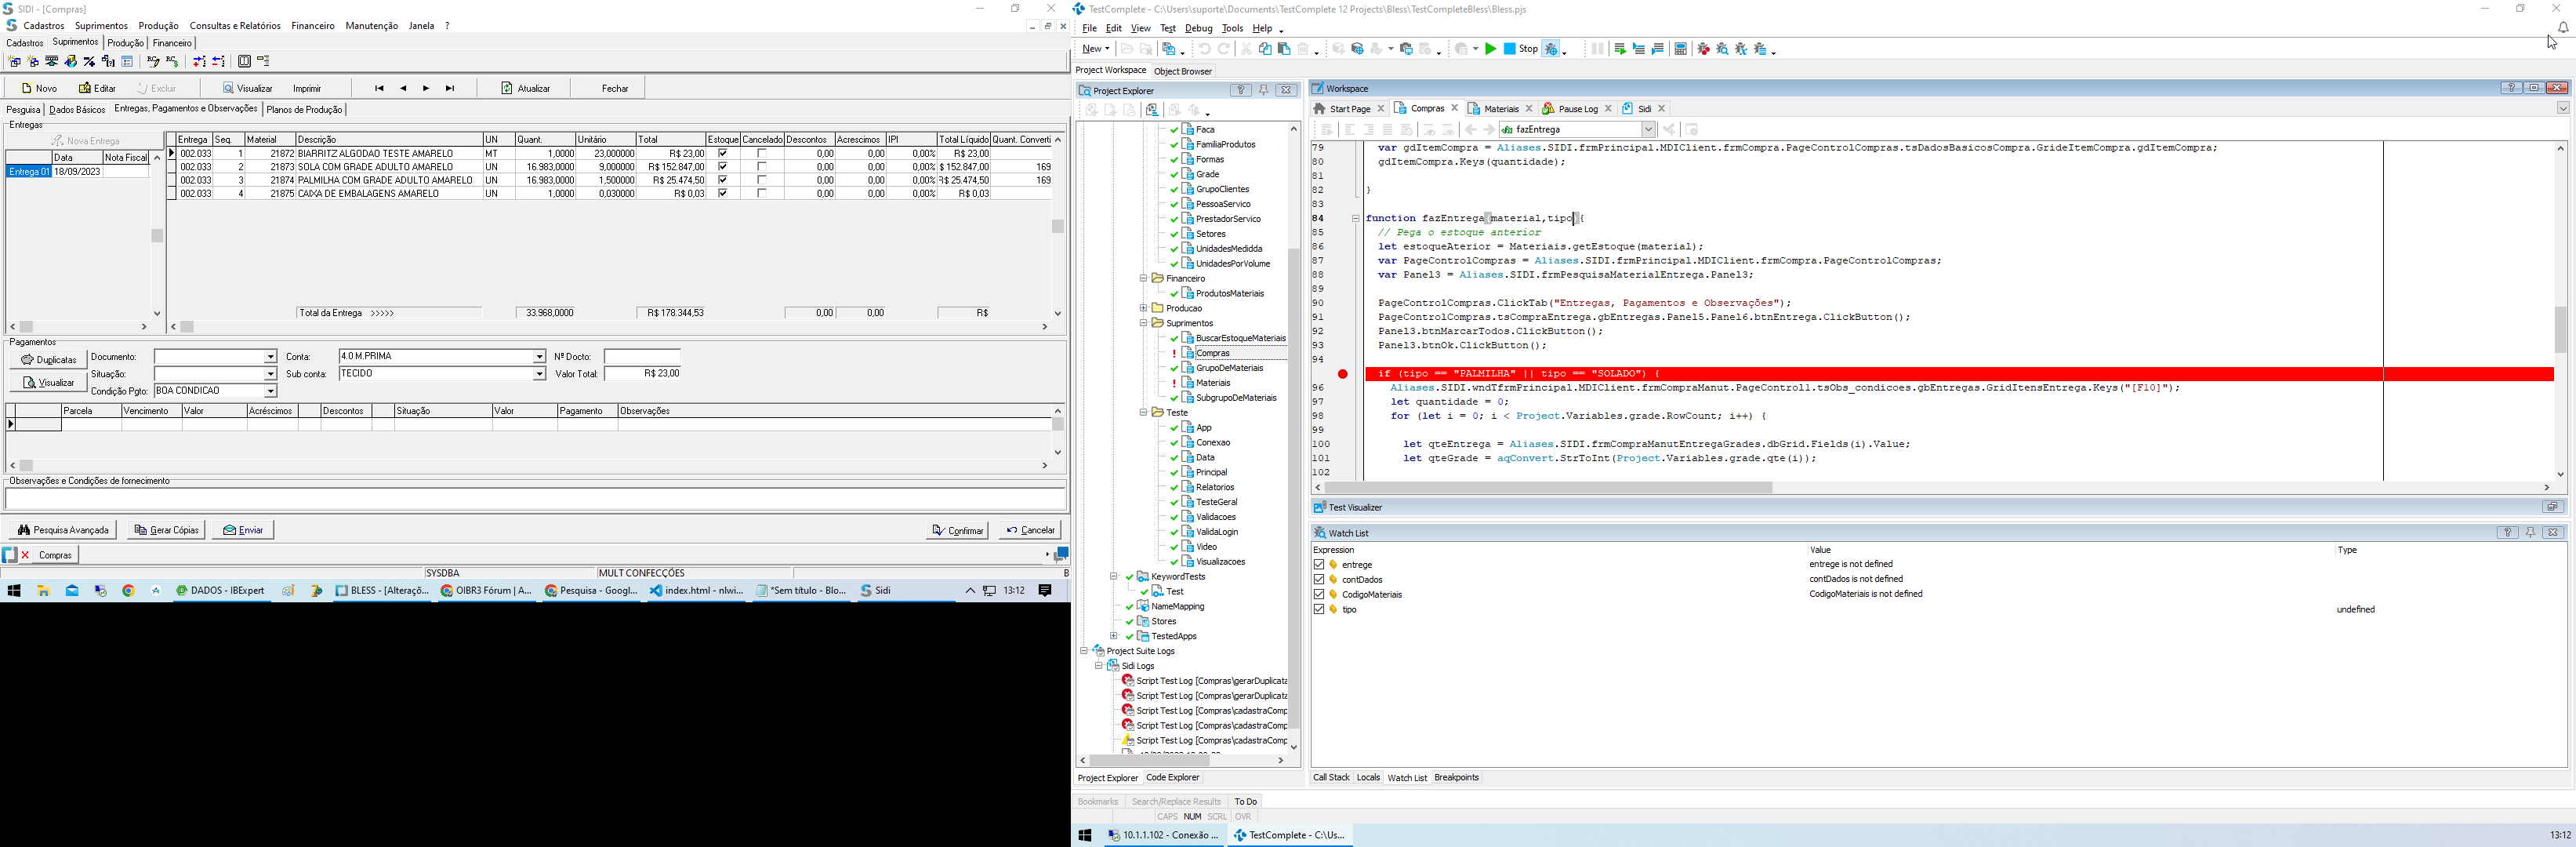 SIDI - [Compras]
Cadastros Suprimentos Produção Consultas e Relatórios Financeiro Manutenção Janela ?
Cadastros Suprimentos Produção Financeiro
Novo Editar Excluir Visualizar Imprimir Atualizar Fechar
Pesquisa Dados Básicos Entregas, Pagamentos e Observações Planos de Produção
Entregas
Nova Entrega
Data Nota Fiscal
Entrega 01 18/09/2023
Entrega Seq. Material Descrição UN Quant. Unitário Total Estoque Cancelado Descontos Acrescimos IPI Total Líquido Quant. Converti
002.033 1 21872 BIARRITZ ALGODAO TESTE AMARELO MT 1,0000 23,000000 R$ 23,00 0,00 0,00 0,00% R$ 23,00
002.033 2 21873 SOLA COM GRADE ADULTO AMARELO UN 16.983,0000 9,000000 R$ 152.847,00 0,00 0,00 0,00% $ 152.847,00 169
002.033 3 21874 PALMILHA COM GRADE ADULTO AMARELO UN 16.983,0000 1,500000 R$ 25.474,50 0,00 0,00 0,00% R$ 25.474,50 169
002.033 4 21875 CAIXA DE EMBALAGENS AMARELO UN 1,0000 0,030000 R$ 0,03 0,00 0,00 0,00% R$ 0,03
Total da Entrega >>>>> 33.968,0000 R$ 178.344,53 0,00 0,00 R$
Pagamentos
Duplicatas
Visualizar
Documento: Conta: 4.0 M.PRIMA Nº Docto:
Situação: Sub conta: TECIDO Valor Total: R$ 23,00
Condição Pgto: BOA CONDICAO
Parcela Vencimento Valor Acréscimos Descontos Situação Valor Pagamento Observações
Observações e Condições de fornecimento
Pesquisa Avançada Gerar Cópias Enviar Confirmar Cancelar
Compras
SYSDBA MULT CONFECÇÕES B
DADOS - IBExpert BLESS - [Alteraçõ... OIBR3 Fórum | A... Pesquisa - Googl... index.html - nlwi... *Sem título - Blo... Sidi 13:12
TestComplete - C:\Users\suporte\Documents\TestComplete 12 Projects\Bless\TestCompleteBless\Bless.pjs
File Edit View Test Debug Tools Help
New Stop
Project Workspace Object Browser
Project Explorer
Faca
FamiliaProdutos
Formas
Grade
GrupoClientes
PessoaServico
PrestadorServico
Setores
UnidadesMedidda
UnidadesPorVolume
Financeiro
ProdutosMateriais
Producao
Suprimentos
BuscarEstoqueMateriais
Compras
GrupoDeMateriais
Materiais
SubgrupoDeMateriais
Teste
App
Conexao
Data
Principal
Relatorios
TesteGeral
Validacoes
ValidaLogin
Video
Visualizacoes
KeywordTests
Test
NameMapping
Stores
TestedApps
Project Suite Logs
Sidi Logs
Script Test Log [Compras\gerarDuplicata
Script Test Log [Compras\gerarDuplicata
Script Test Log [Compras\cadastraComp
Script Test Log [Compras\cadastraComp
Script Test Log [Compras\cadastraComp
Project Explorer Code Explorer
Workspace
Start Page Compras Materiais Pause Log Sidi
fazEntrega
79 var gdItemCompra = Aliases.SIDI.frmPrincipal.MDIClient.frmCompra.PageControlCompras.tsDadosBasicosCompra.GrideItemCompra.gdItemCompra;
80 gdItemCompra.Keys(quantidade);
81
82 }
83
84 function fazEntrega(material,tipo){
85 // Pega o estoque anterior
86 let estoqueAterior = Materiais.getEstoque(material);
87 var PageControlCompras = Aliases.SIDI.frmPrincipal.MDIClient.frmCompra.PageControlCompras;
88 var Panel3 = Aliases.SIDI.frmPesquisaMaterialEntrega.Panel3;
89
90 PageControlCompras.ClickTab("Entregas, Pagamentos e Observações");
91 PageControlCompras.tsCompraEntrega.gbEntregas.Panel5.Panel6.btnEntrega.ClickButton();
92 Panel3.btnMarcarTodos.ClickButton();
93 Panel3.btnOk.ClickButton();
94
if (tipo == "PALMILHA" || tipo == "SOLADO") {
96 Aliases.SIDI.wndTfrmPrincipal.MDIClient.frmCompraManut.PageControl1.tsObs_condicoes.gbEntregas.GridItensEntrega.Keys("[F10]");
97 let quantidade = 0;
98 for (let i = 0; i < Project.Variables.grade.RowCount; i++) {
99
100 let qteEntrega = Aliases.SIDI.frmCompraManutEntregaGrades.dbGrid.Fields(i).Value;
101 let qteGrade = aqConvert.StrToInt(Project.Variables.grade.qte(i));
102
Test Visualizer
Watch List
Expression Value Type
entrege entrege is not defined
contDados contDados is not defined
CodigoMateriais CodigoMateriais is not defined
tipo undefined
Call Stack Locals Watch List Breakpoints
Bookmarks Search/Replace Results To Do
CAPS NUM SCRL OVR
10.1.1.102 - Conexão ... TestComplete - C:\Us... 13:12